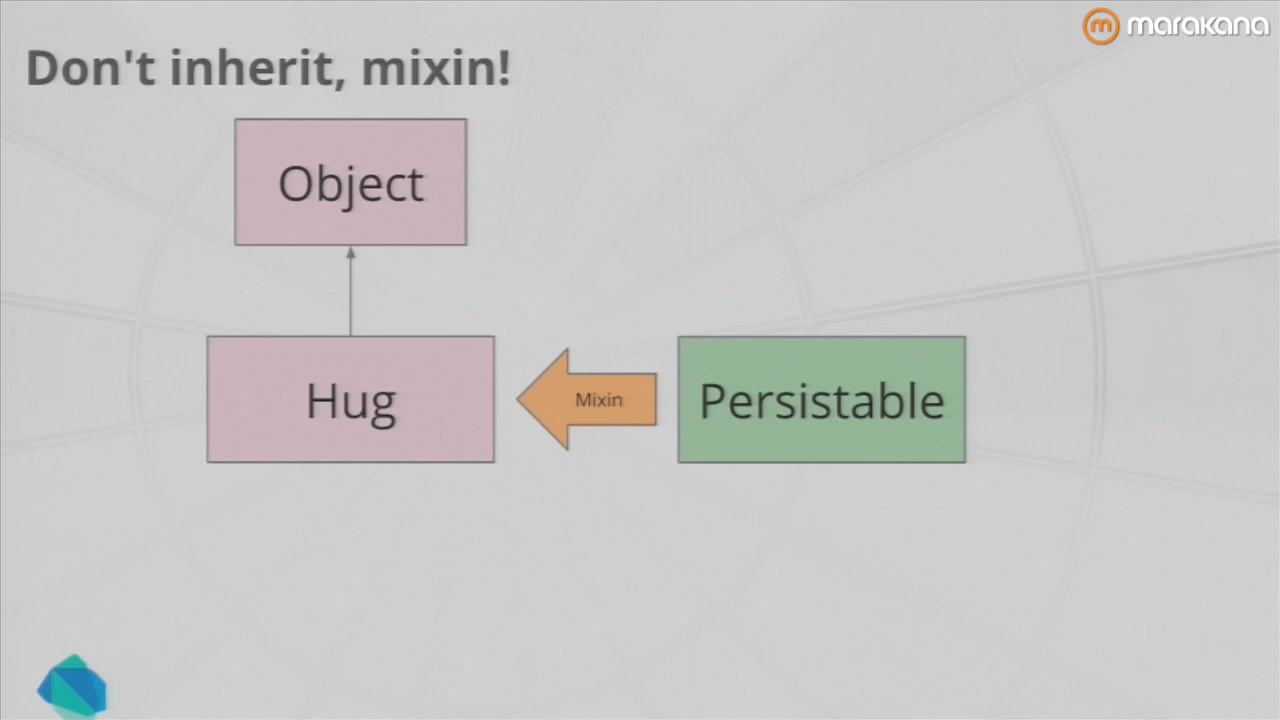 marakana
Don't inherit, mixin!
Object
Hug
Mixin
Persistable